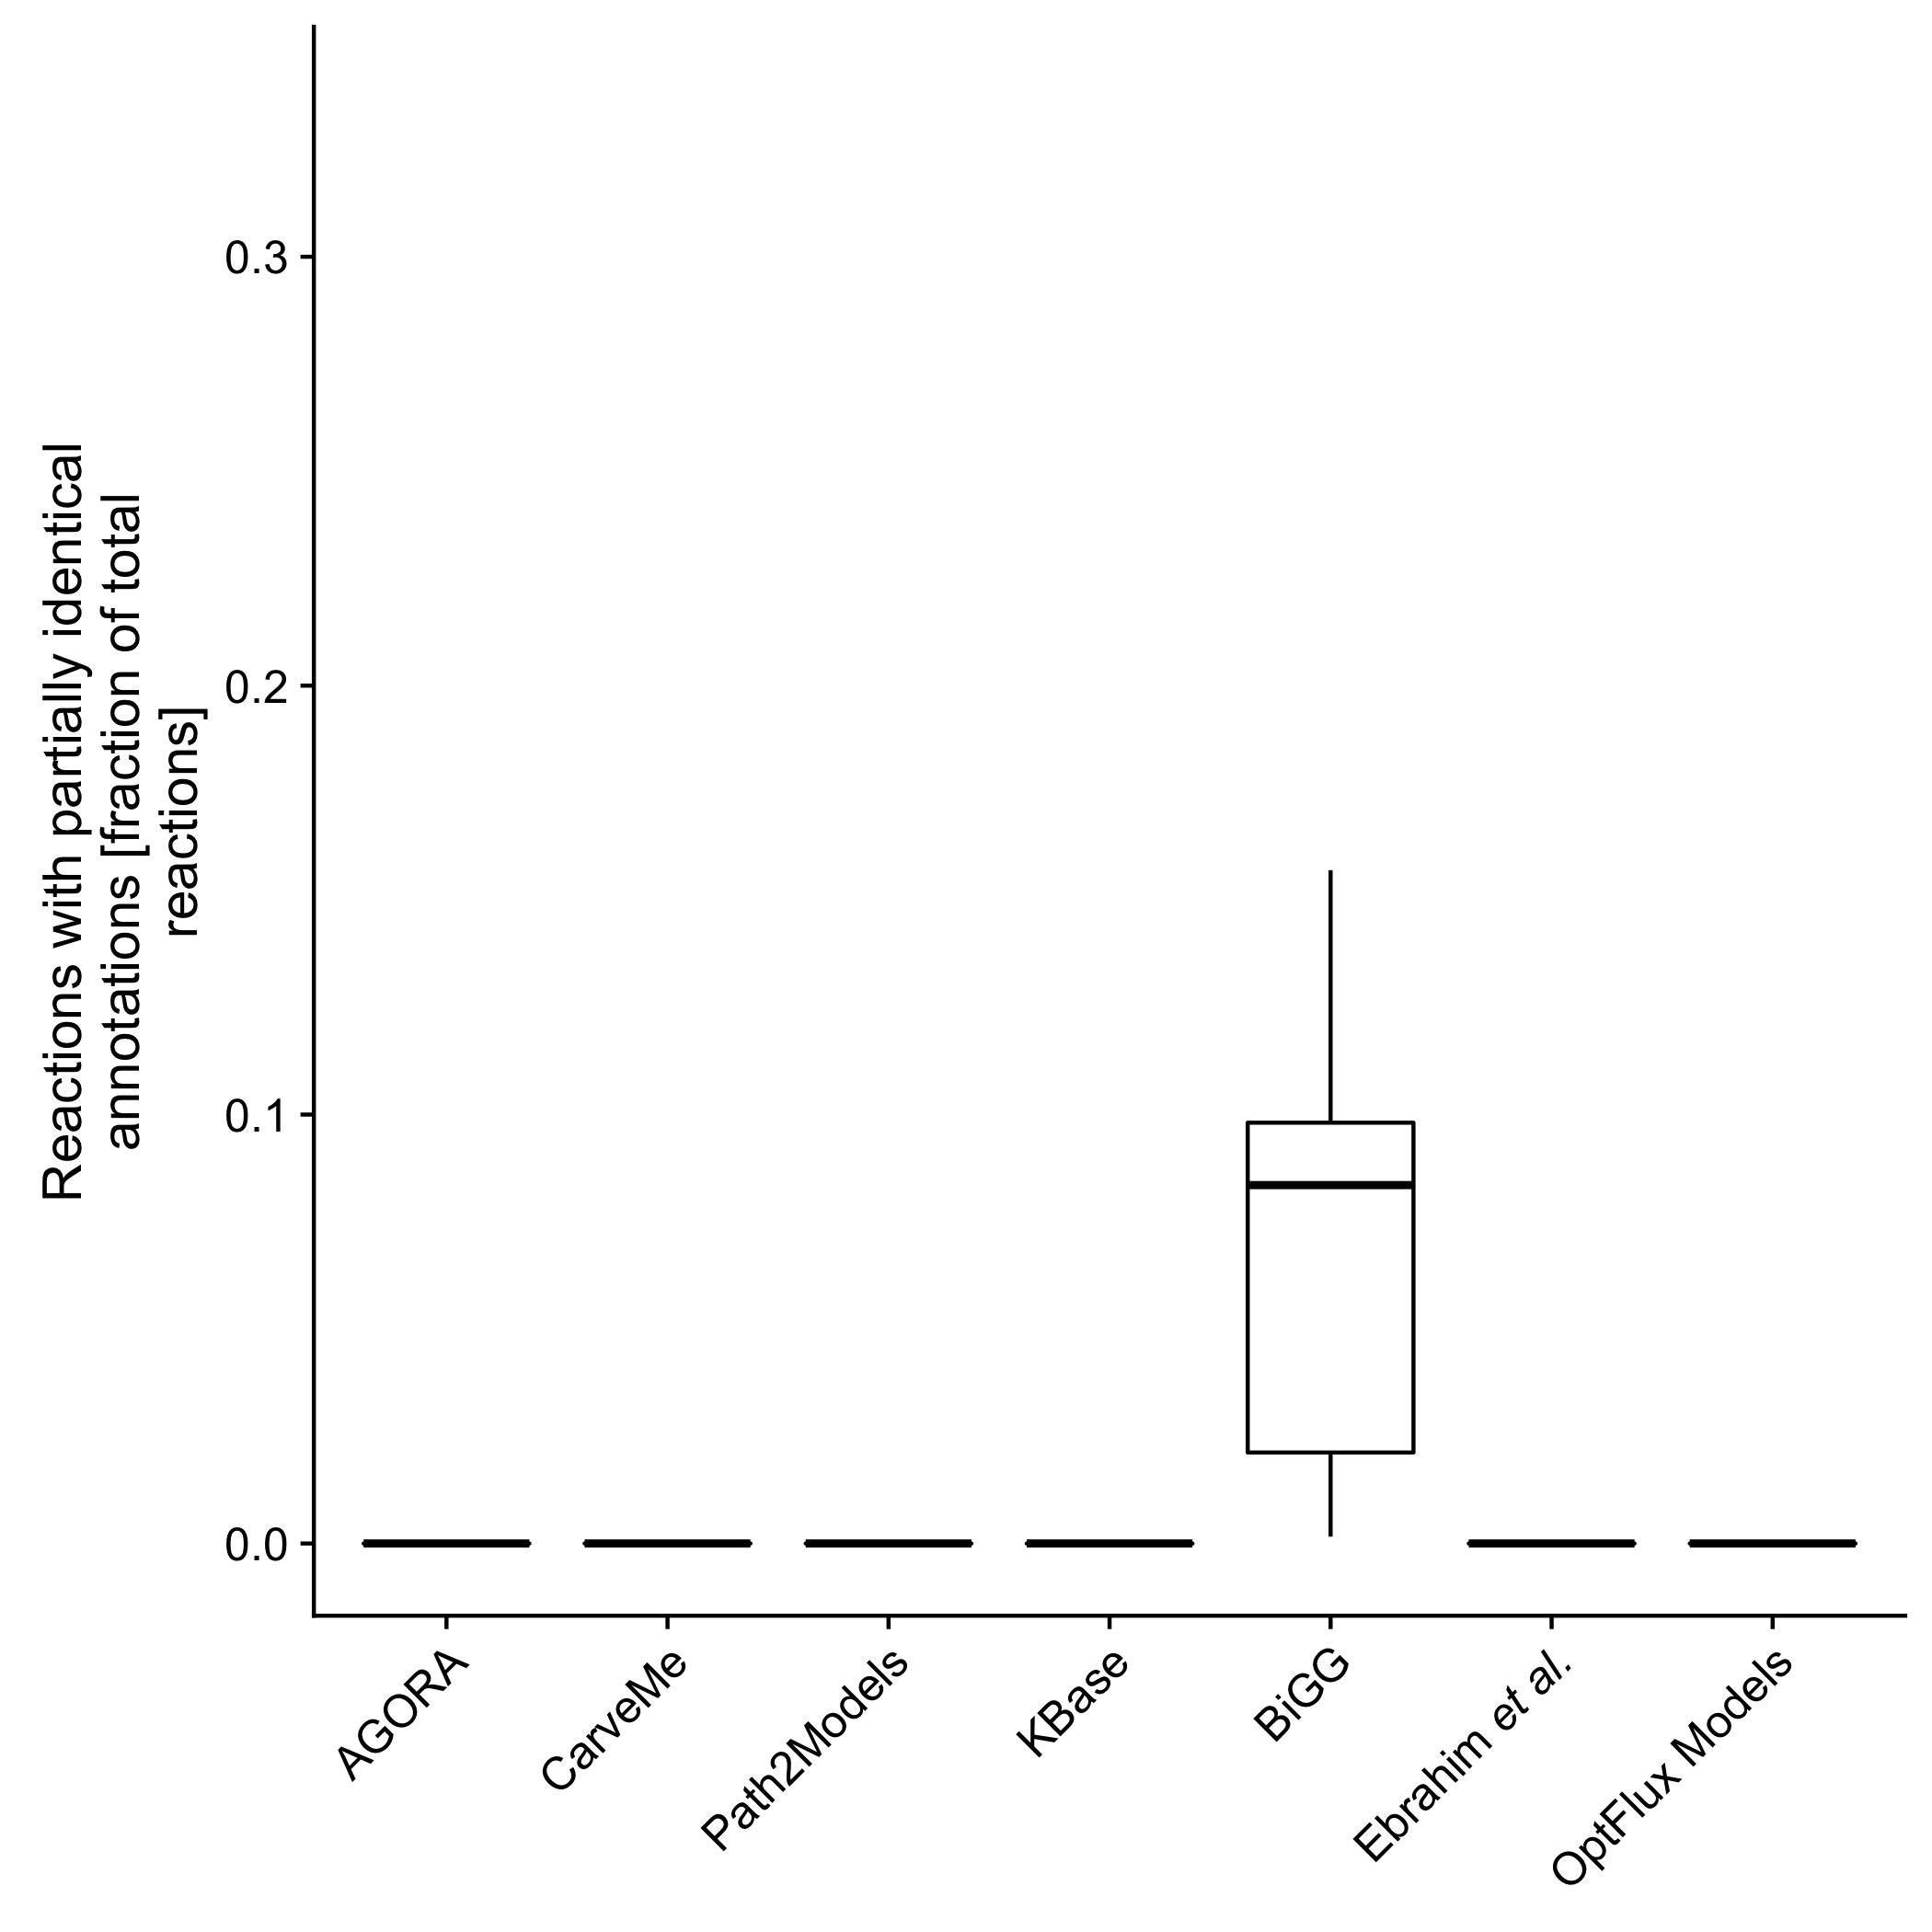 Reactions with partially identical
annotations [fraction of total
reactions]
0.3
0.2
0.1
0.0
AGORA
CarveMe
Path2Models
KBase
BiGG
Ebrahim et al.
OptFlux Models